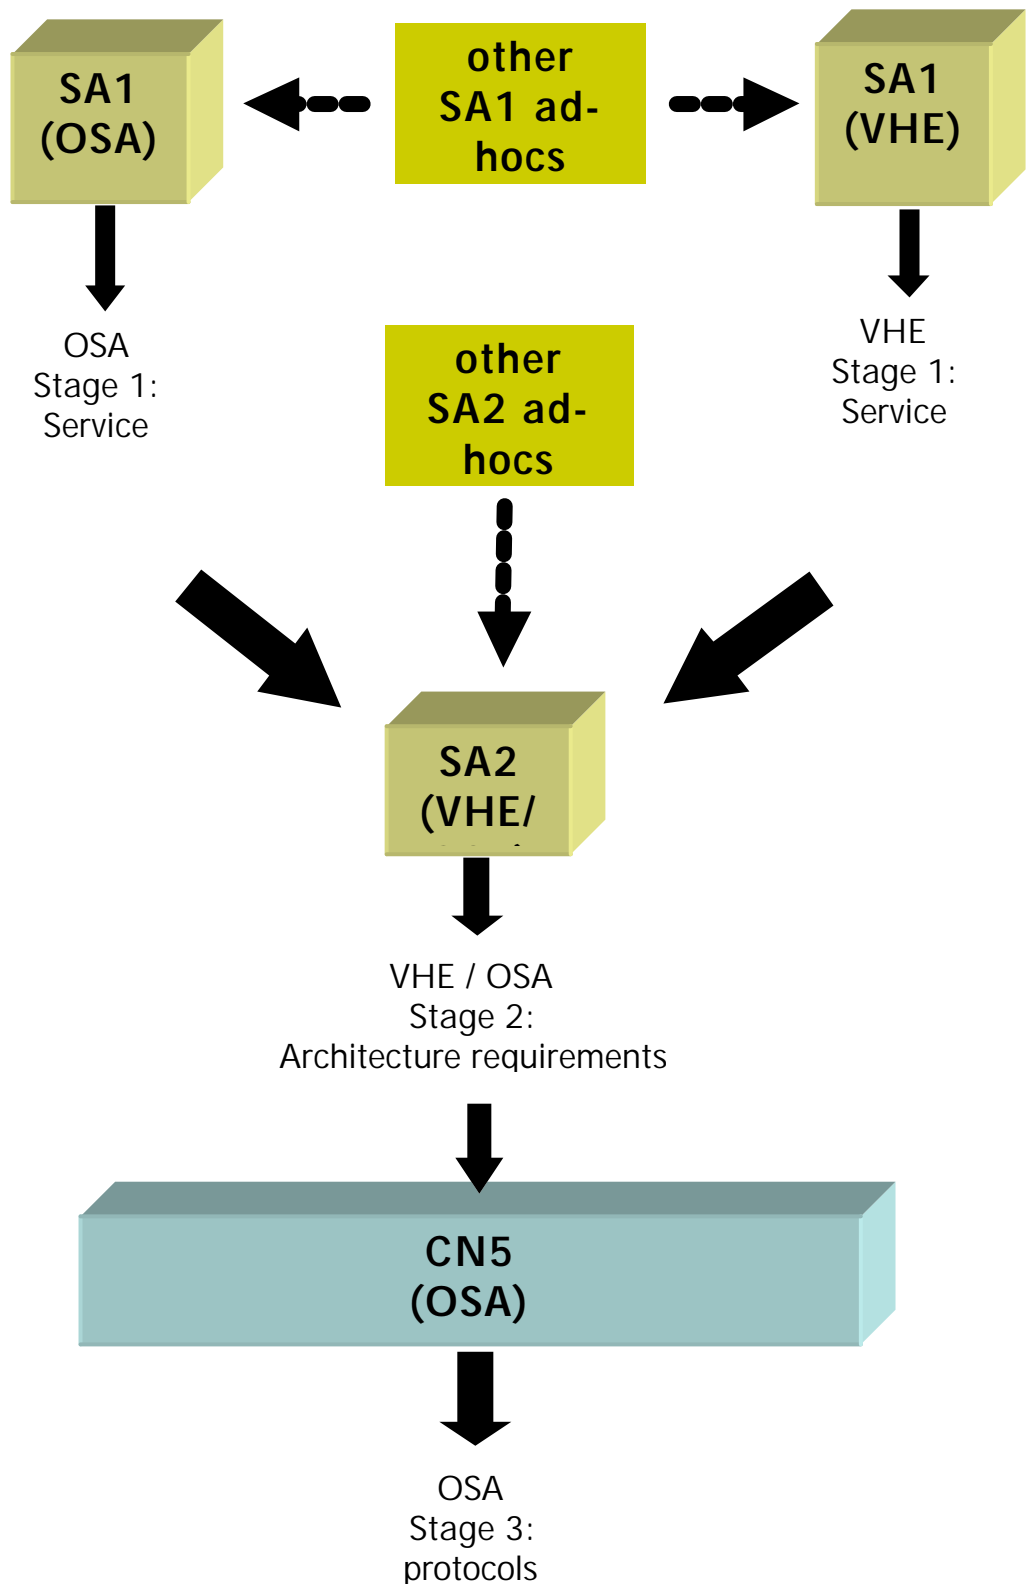 SA1
(OSA)
other
SA1 ad-
hocs
SA1
(VHE)
OSA
Stage 1:
Service
VHE
Stage 1:
Service
other
SA2 ad-
hocs
SA2
(VHE/
VHE / OSA
Stage 2:
Architecture requirements
CN5
(OSA)
OSA
Stage 3:
protocols